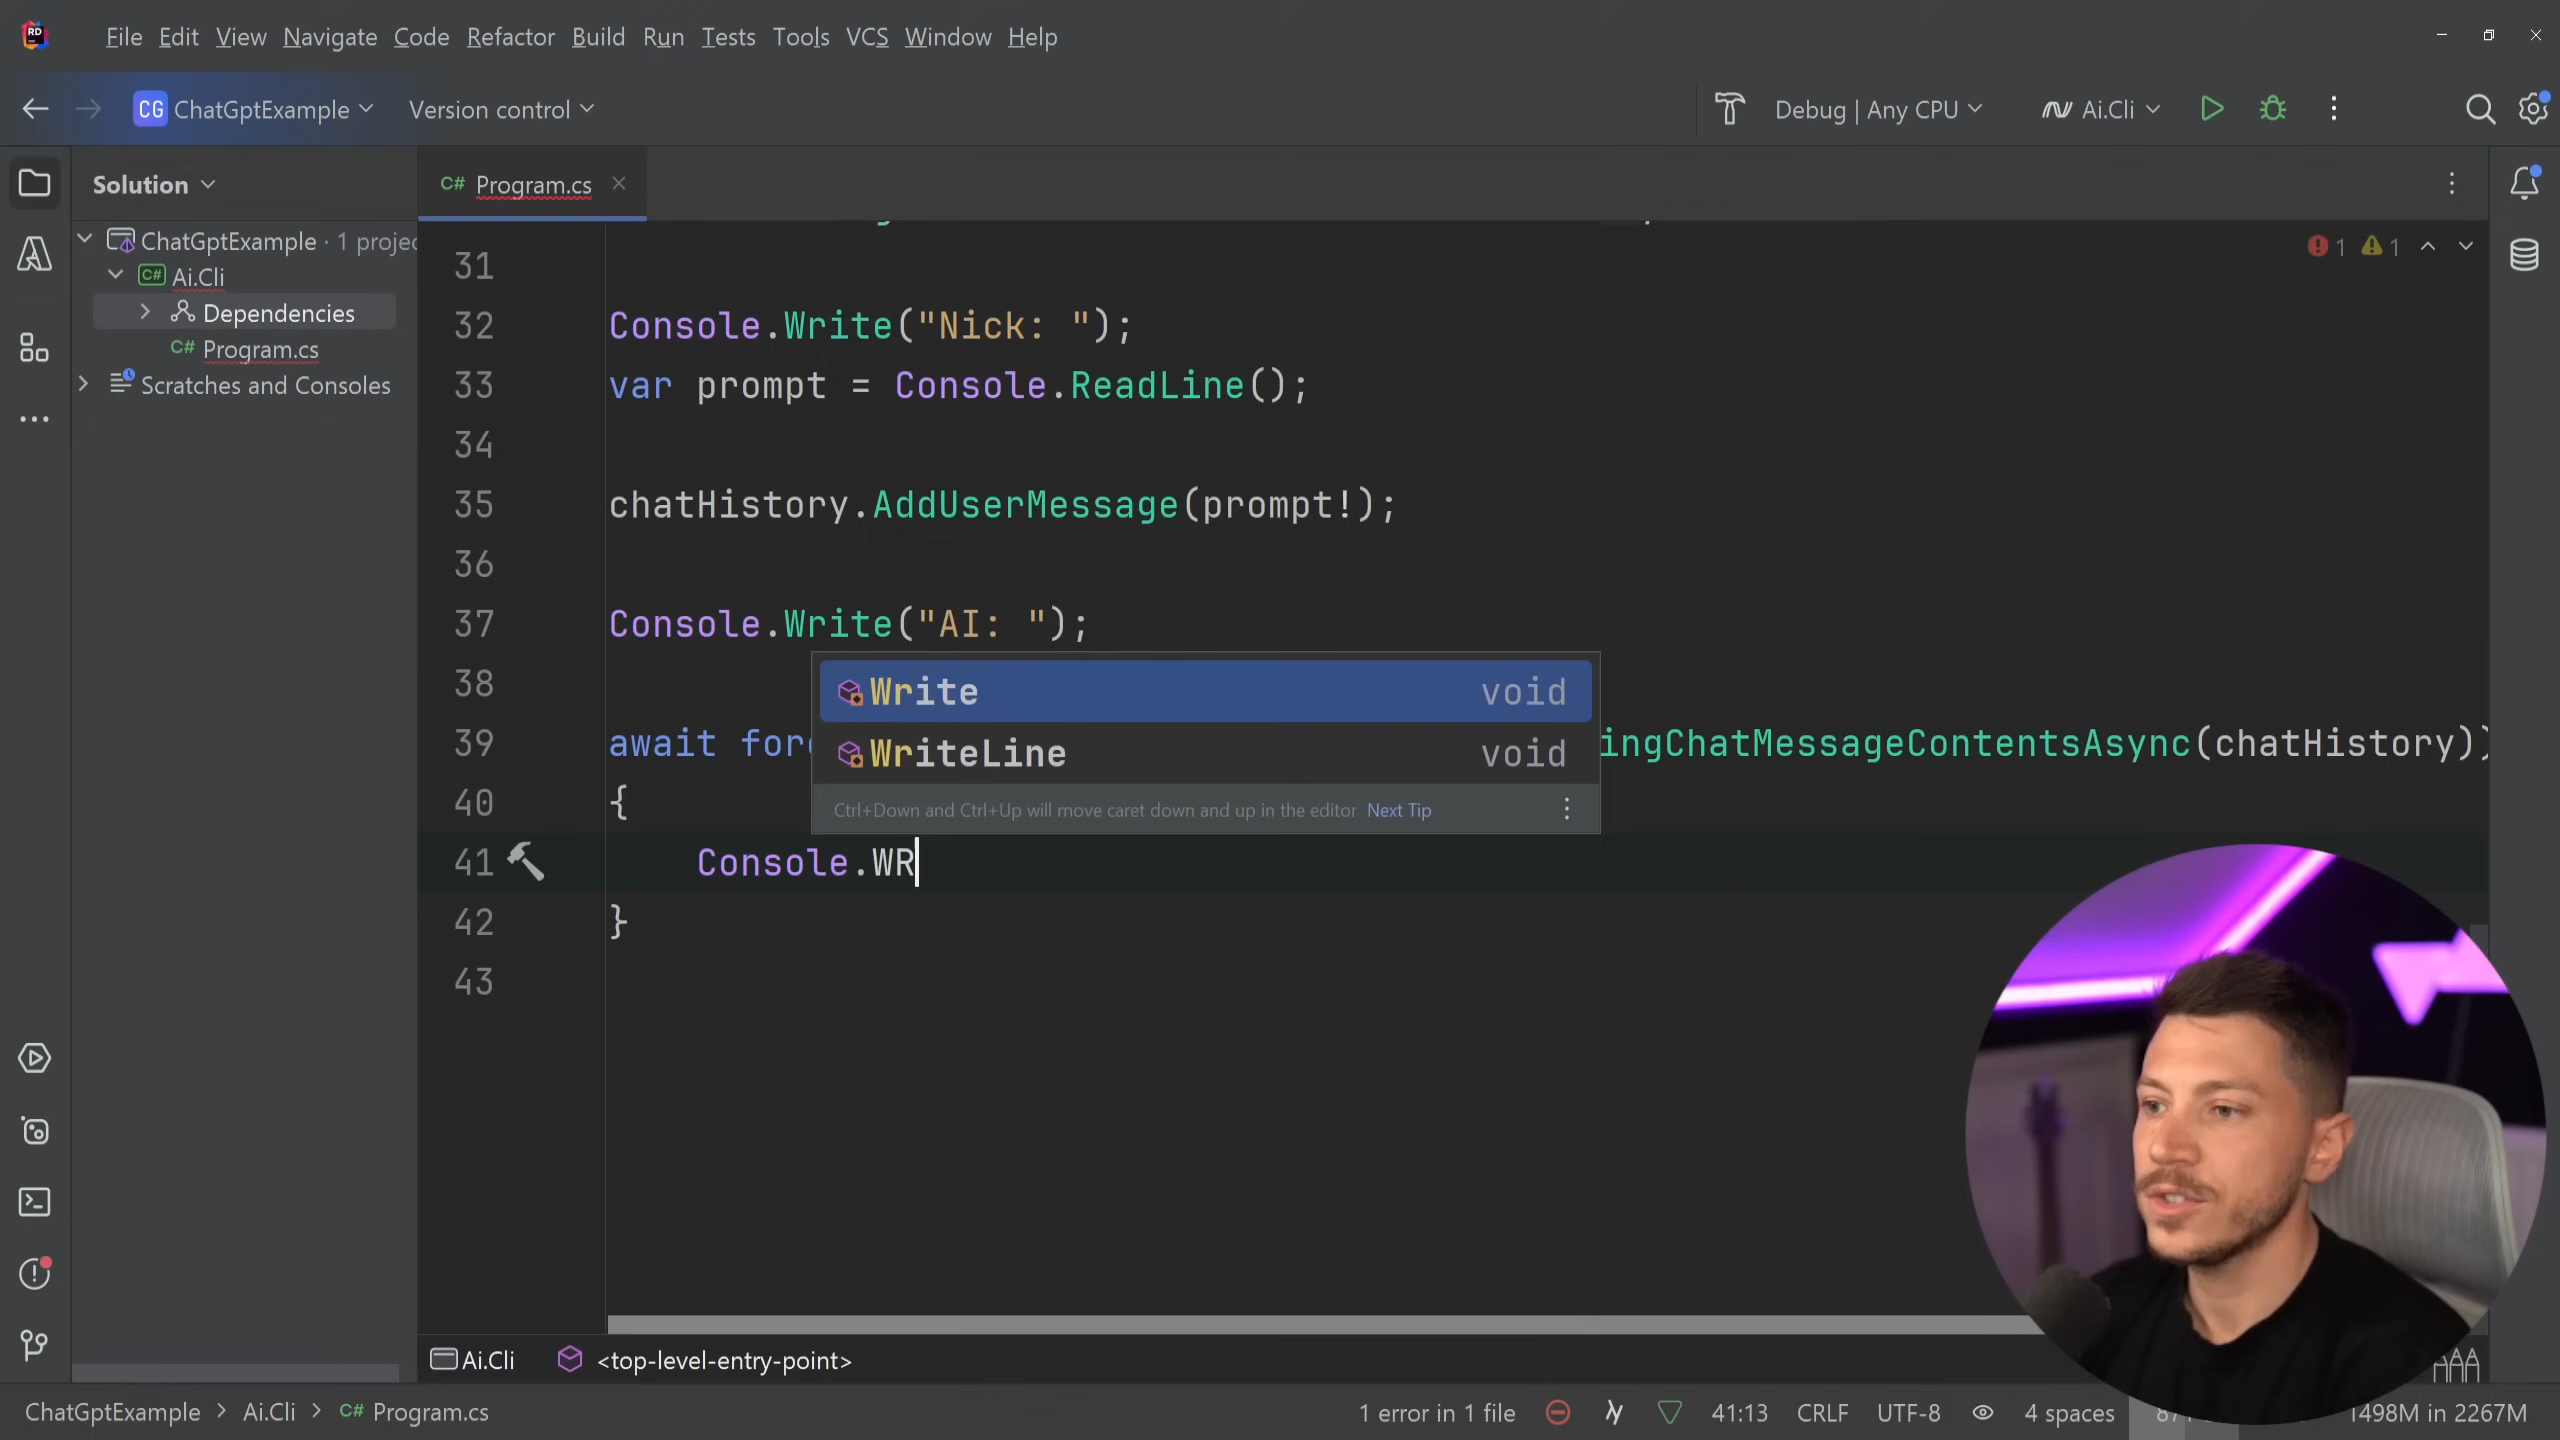 RD File Edit View Navigate Code Refactor Build Run Tests Tools VCS Window Help
CG ChatGptExample Version control Debug | Any CPU Ai.Cli
Solution C# Program.cs
ChatGptExample · 1 projec
C# Ai.Cli
Dependencies
C# Program.cs
Scratches and Consoles
1 1
31
32 Console.Write("Nick: ");
33 var prompt = Console.ReadLine();
34
35 chatHistory.AddUserMessage(prompt!);
36
37 Console.Write("AI: ");
38
Write void
WriteLine void
Ctrl+Down and Ctrl+Up will move caret down and up in the editor Next Tip
39 await for ingChatMessageContentsAsync(chatHistory))
40 {
41 Console.WR
42 }
43
Ai.Cli <top-level-entry-point>
ChatGptExample > Ai.Cli > C# Program.cs 1 error in 1 file 41:13 CRLF UTF-8 4 spaces 1498M in 2267M